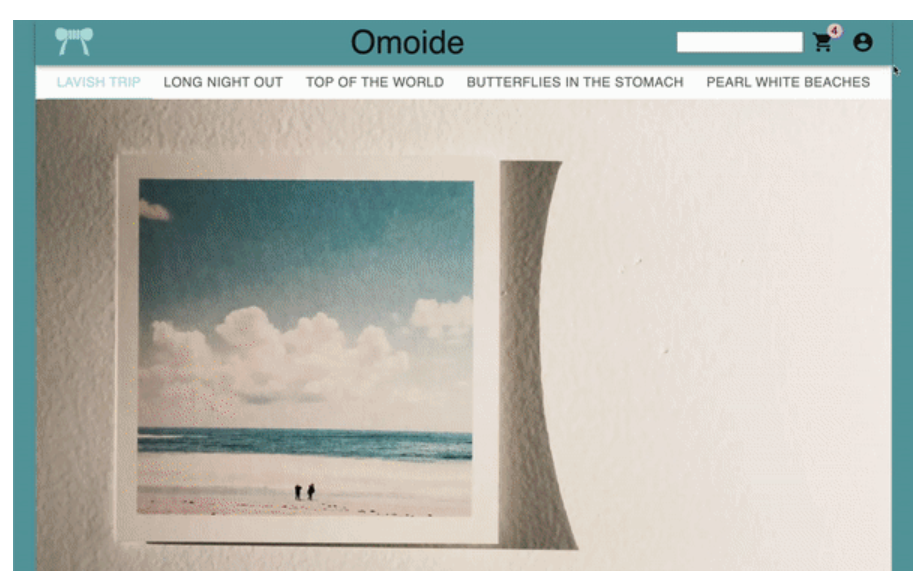 Omoide
4
LAVISH TRIP LONG NIGHT OUT TOP OF THE WORLD BUTTERFLIES IN THE STOMACH PEARL WHITE BEACHES